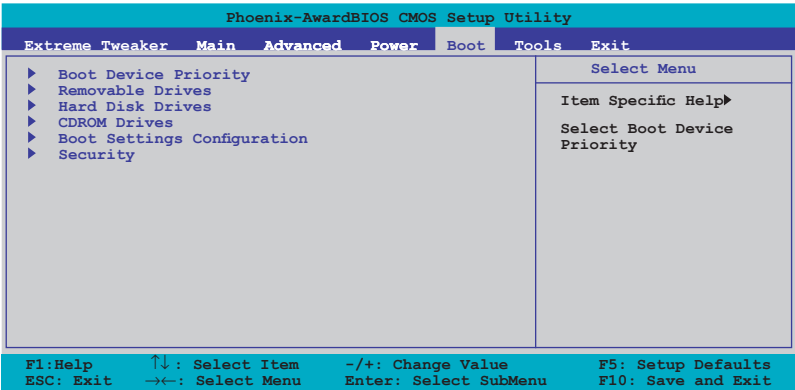 Phoenix-AwardBIOS CMOS Setup Utility
Extreme Tweaker Main Advanced Power Boot Tools Exit
Boot Device Priority
Removable Drives
Hard Disk Drives
CDROM Drives
Boot Settings Configuration
Security
Select Menu
Item Specific Help
Select Boot Device
Priority
F1:Help ↑↓: Select Item -/+: Change Value F5: Setup Defaults
ESC: Exit →←: Select Menu Enter: Select SubMenu F10: Save and Exit